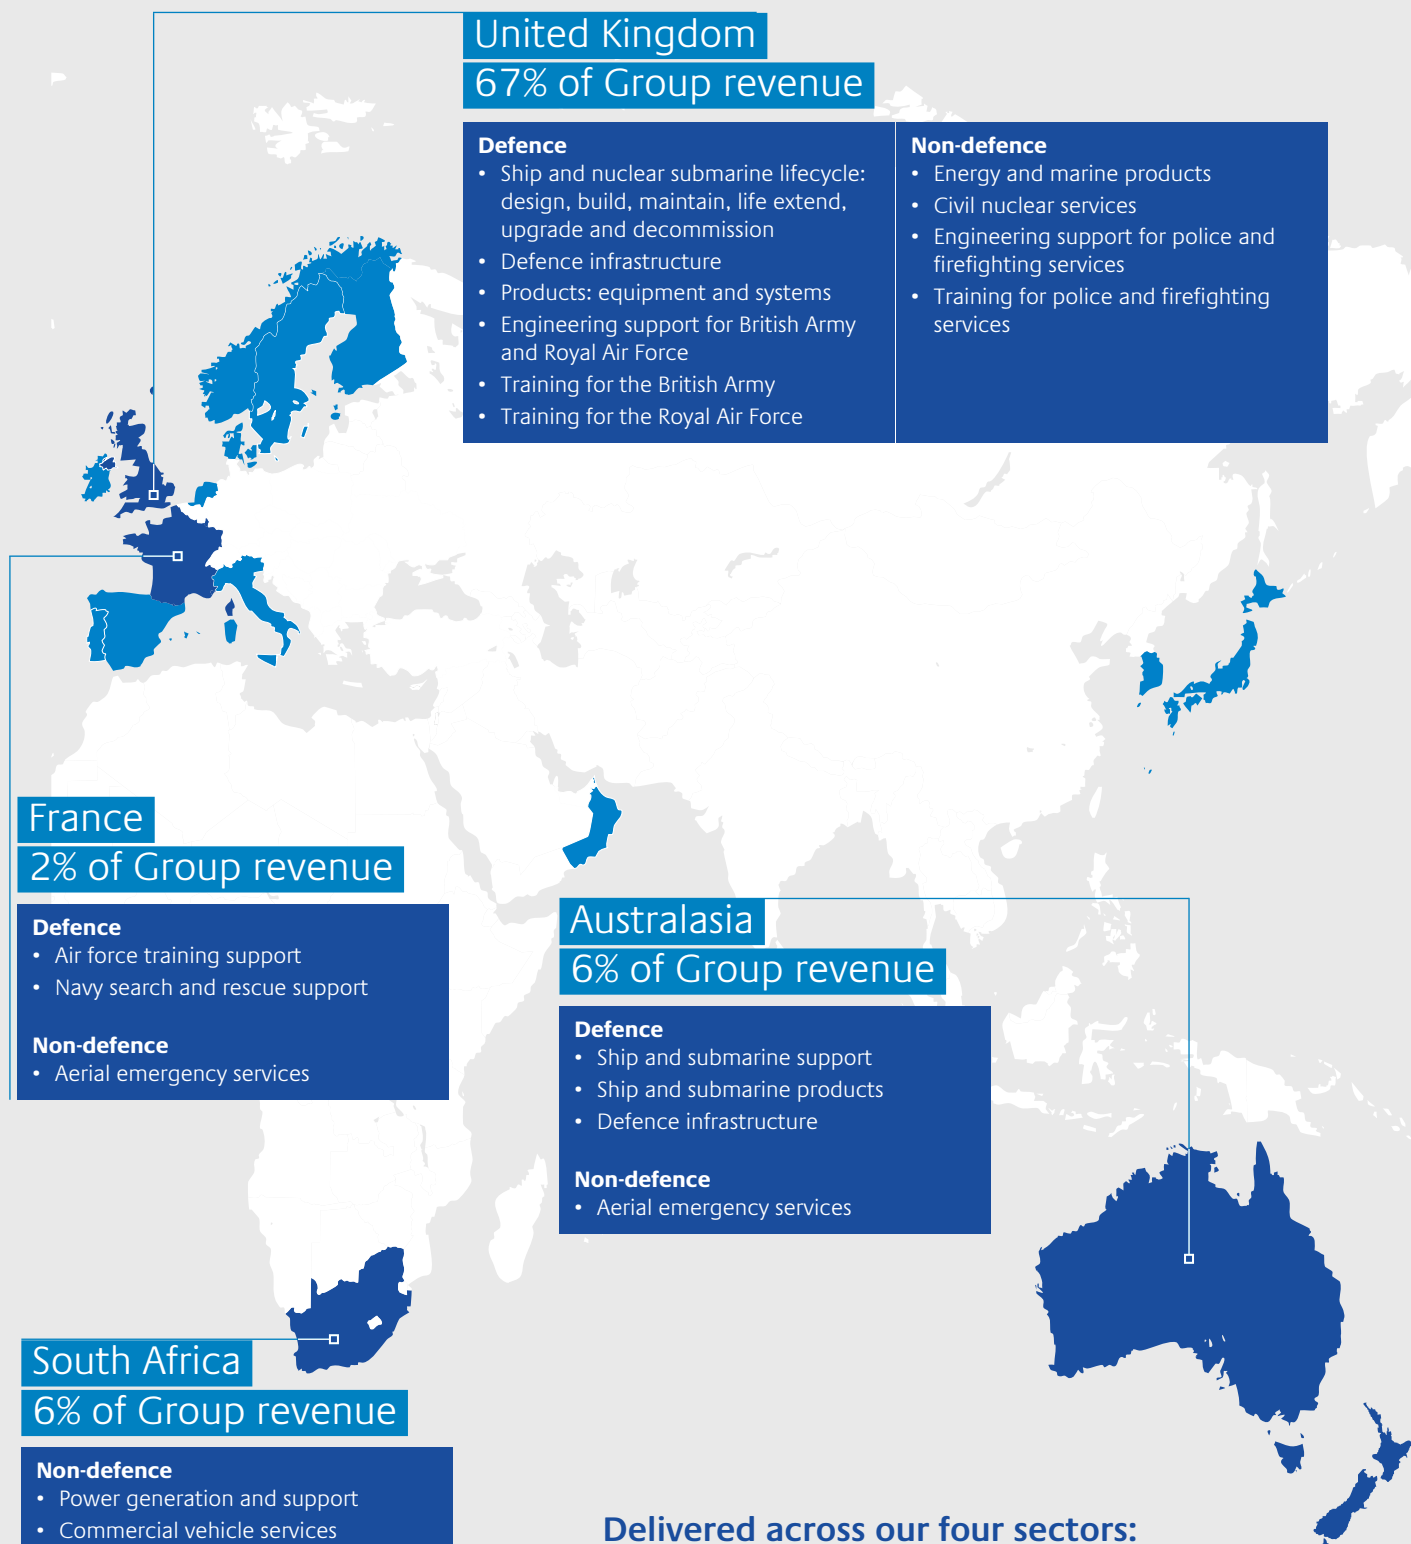 United Kingdom
67% of Group revenue
Defence
• Ship and nuclear submarine lifecycle:
design, build, maintain, life extend,
upgrade and decommission
• Defence infrastructure
• Products: equipment and systems
• Engineering support for British Army
and Royal Air Force
• Training for the British Army
• Training for the Royal Air Force
Non-defence
• Energy and marine products
• Civil nuclear services
• Engineering support for police and
firefighting services
• Training for police and firefighting
services
France
2% of Group revenue
Defence
• Air force training support
• Navy search and rescue support
Non-defence
• Aerial emergency services
Australasia
6% of Group revenue
Defence
• Ship and submarine support
• Ship and submarine products
• Defence infrastructure
Non-defence
• Aerial emergency services
South Africa
6% of Group revenue
Non-defence
• Power generation and support
• Commercial vehicle services
Delivered across our four sectors: